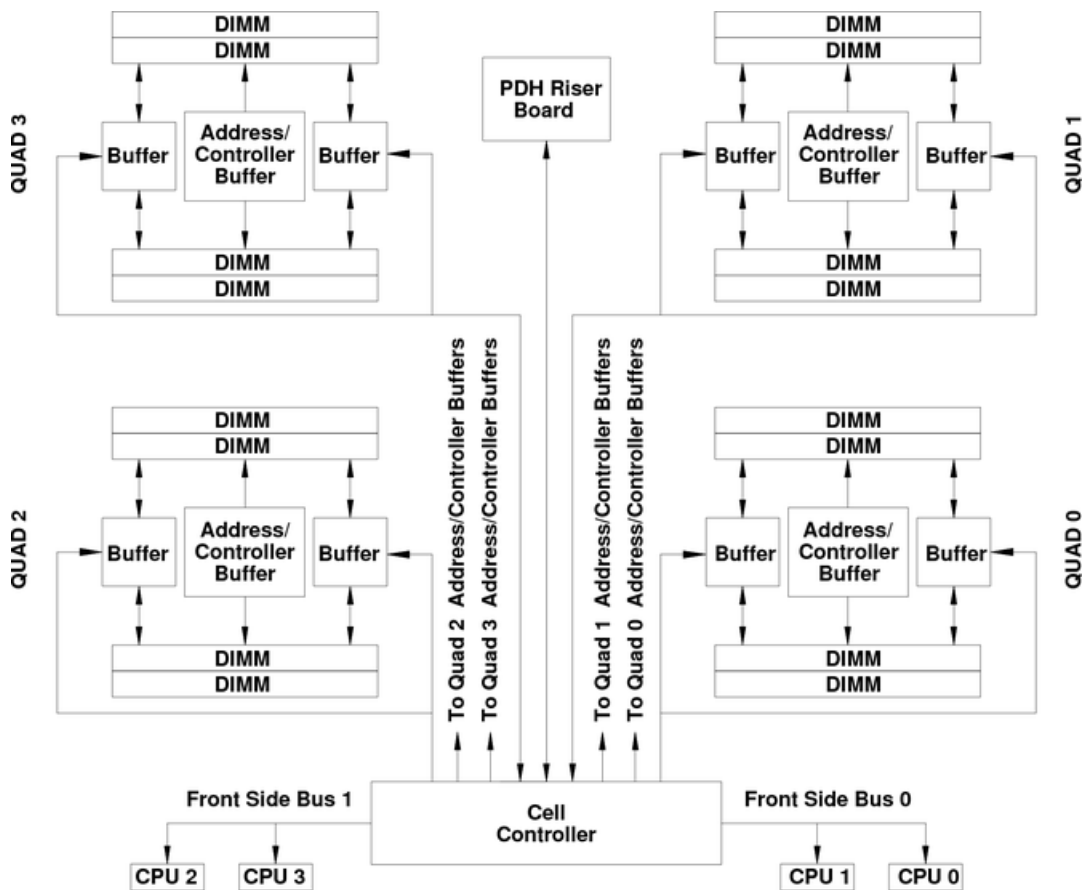 DIMM
DIMM
QUAD 3
Buffer
Address/
Controller
Buffer
Buffer
DIMM
DIMM
PDH Riser
Board
DIMM
DIMM
Buffer
Address/
Controller
Buffer
Buffer
QUAD 1
DIMM
DIMM
DIMM
DIMM
QUAD 2
Buffer
Address/
Controller
Buffer
Buffer
DIMM
DIMM
To Quad 2 Address/Controller Buffers
To Quad 3 Address/Controller Buffers
To Quad 1 Address/Controller Buffers
To Quad 0 Address/Controller Buffers
DIMM
DIMM
Buffer
Address/
Controller
Buffer
Buffer
QUAD 0
DIMM
DIMM
Front Side Bus 1
Cell
Controller
Front Side Bus 0
CPU 2
CPU 3
CPU 1
CPU 0